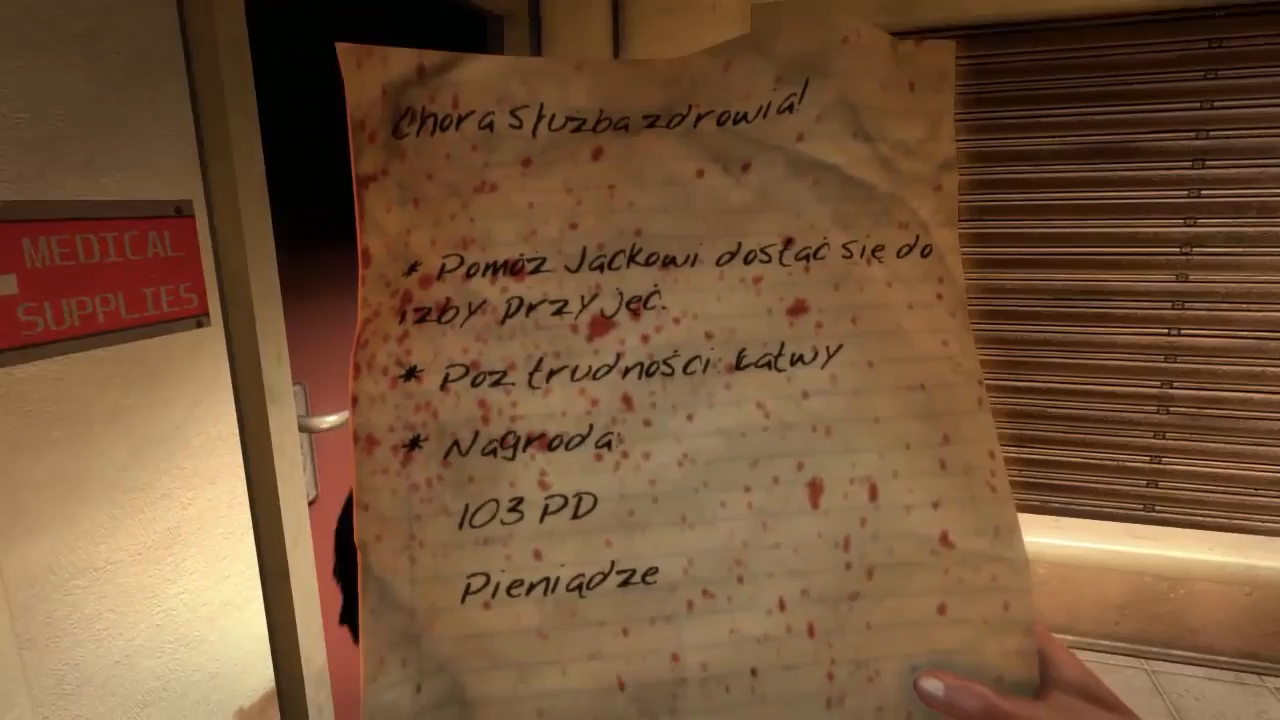 Chora Służba zdrowia!
MEDICAL
SUPPLIES
* Pomóż Jackowi dostać się do
izby przyjęć.
* Poz trudności: Łatwy
* Nagroda:
103 PD
Pieniądze